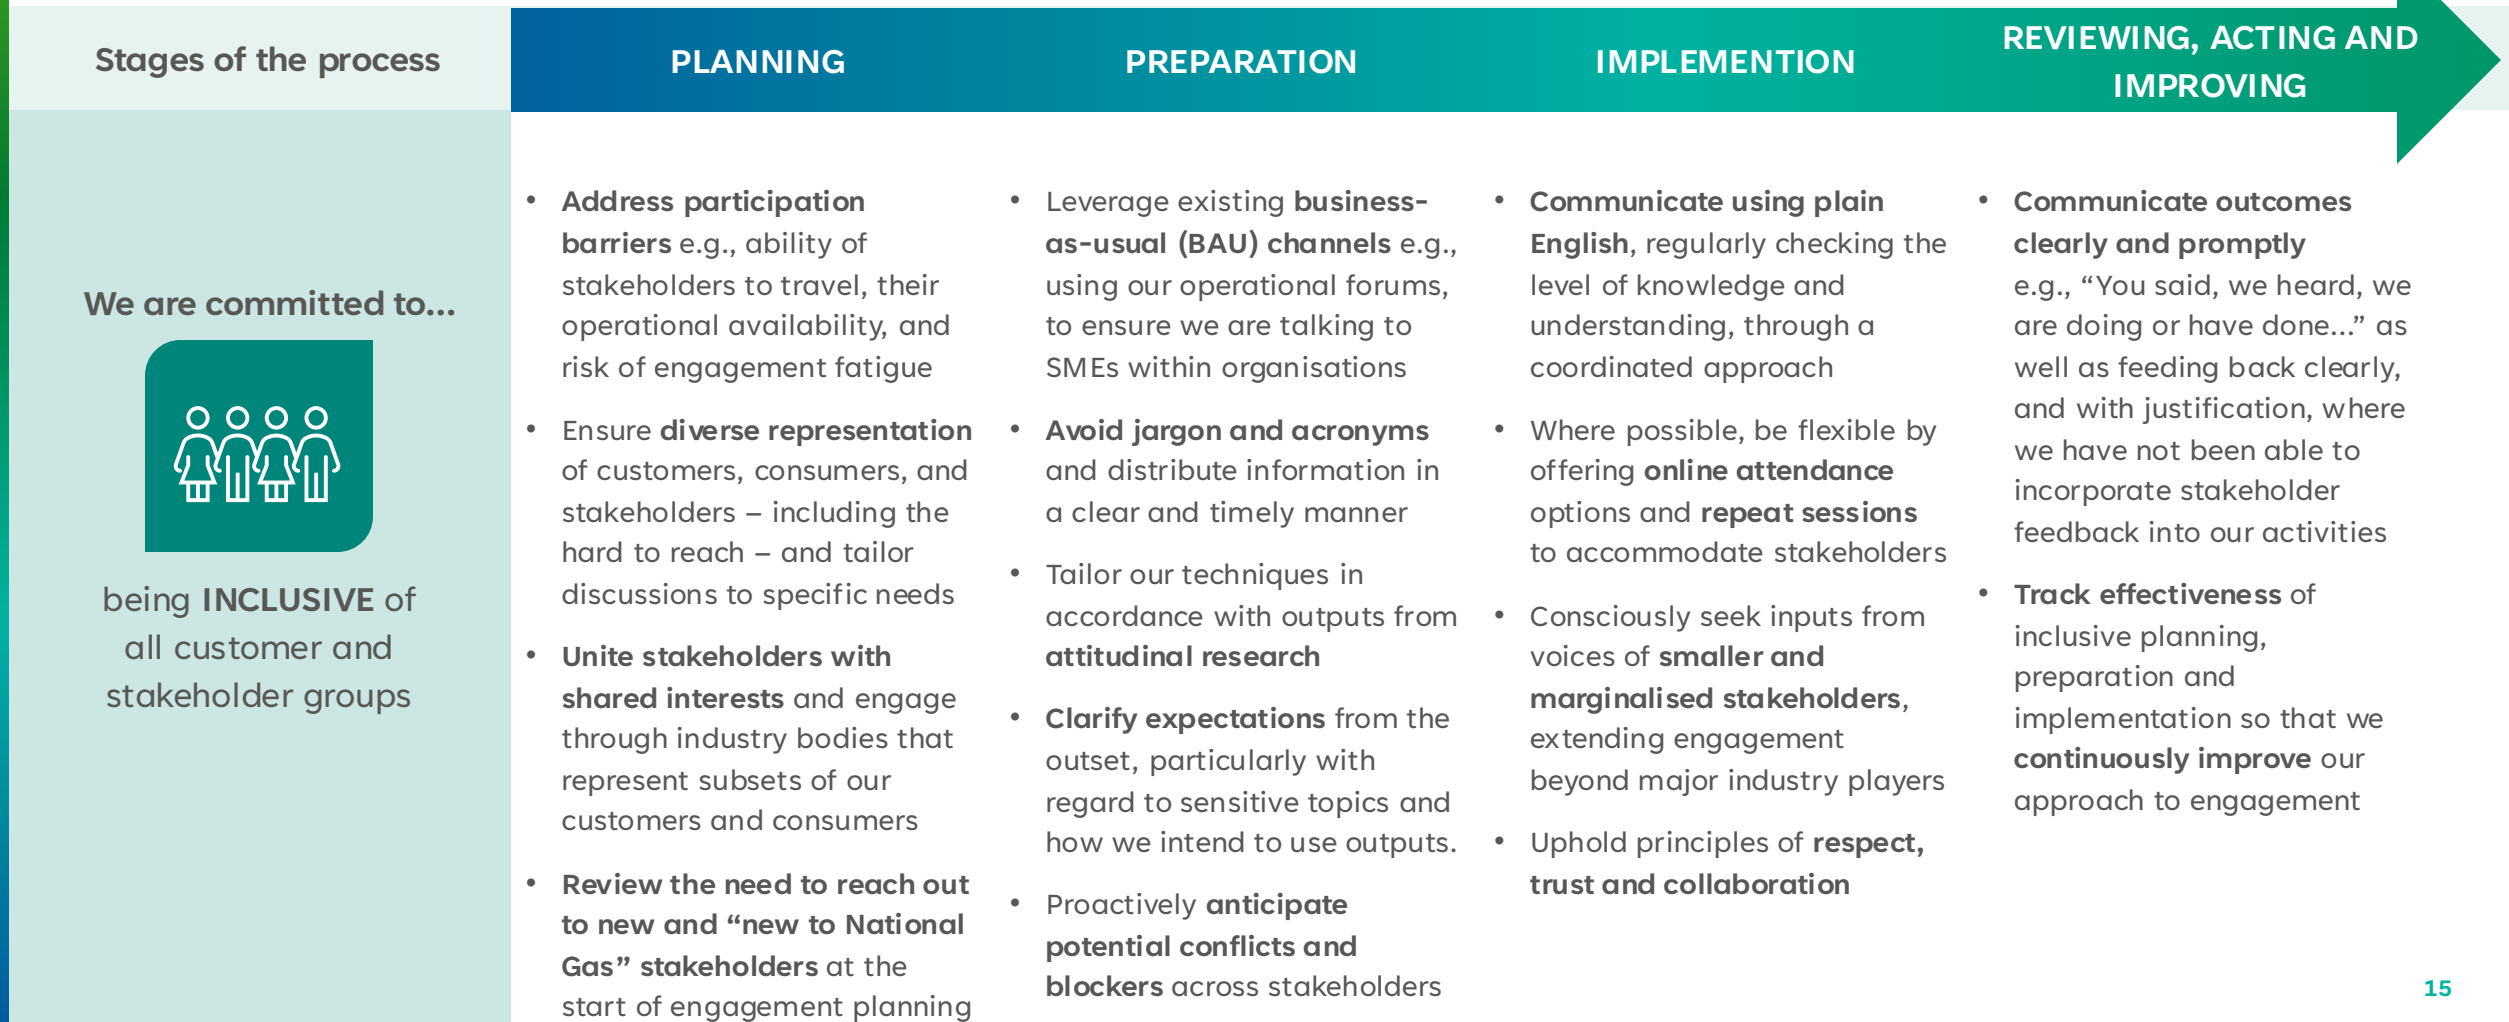 Stages of the process
PLANNING
PREPARATION
IMPLEMENTION
REVIEWING, ACTING AND
IMPROVING
We are committed to...
being INCLUSIVE of
all customer and
stakeholder groups
• Address participation
barriers e.g., ability of
stakeholders to travel, their
operational availability, and
risk of engagement fatigue
• Ensure diverse representation
of customers, consumers, and
stakeholders – including the
hard to reach – and tailor
discussions to specific needs
• Unite stakeholders with
shared interests and engage
through industry bodies that
represent subsets of our
customers and consumers
• Review the need to reach out
to new and “new to National
Gas” stakeholders at the
start of engagement planning
• Leverage existing business-
as-usual (BAU) channels e.g.,
using our operational forums,
to ensure we are talking to
SMEs within organisations
• Avoid jargon and acronyms
and distribute information in
a clear and timely manner
• Tailor our techniques in
accordance with outputs from
attitudinal research
• Clarify expectations from the
outset, particularly with
regard to sensitive topics and
how we intend to use outputs.
• Proactively anticipate
potential conflicts and
blockers across stakeholders
• Communicate using plain
English, regularly checking the
level of knowledge and
understanding, through a
coordinated approach
• Where possible, be flexible by
offering online attendance
options and repeat sessions
to accommodate stakeholders
• Consciously seek inputs from
voices of smaller and
marginalised stakeholders,
extending engagement
beyond major industry players
• Uphold principles of respect,
trust and collaboration
• Communicate outcomes
clearly and promptly
e.g., “You said, we heard, we
are doing or have done...” as
well as feeding back clearly,
and with justification, where
we have not been able to
incorporate stakeholder
feedback into our activities
• Track effectiveness of
inclusive planning,
preparation and
implementation so that we
continuously improve our
approach to engagement
15